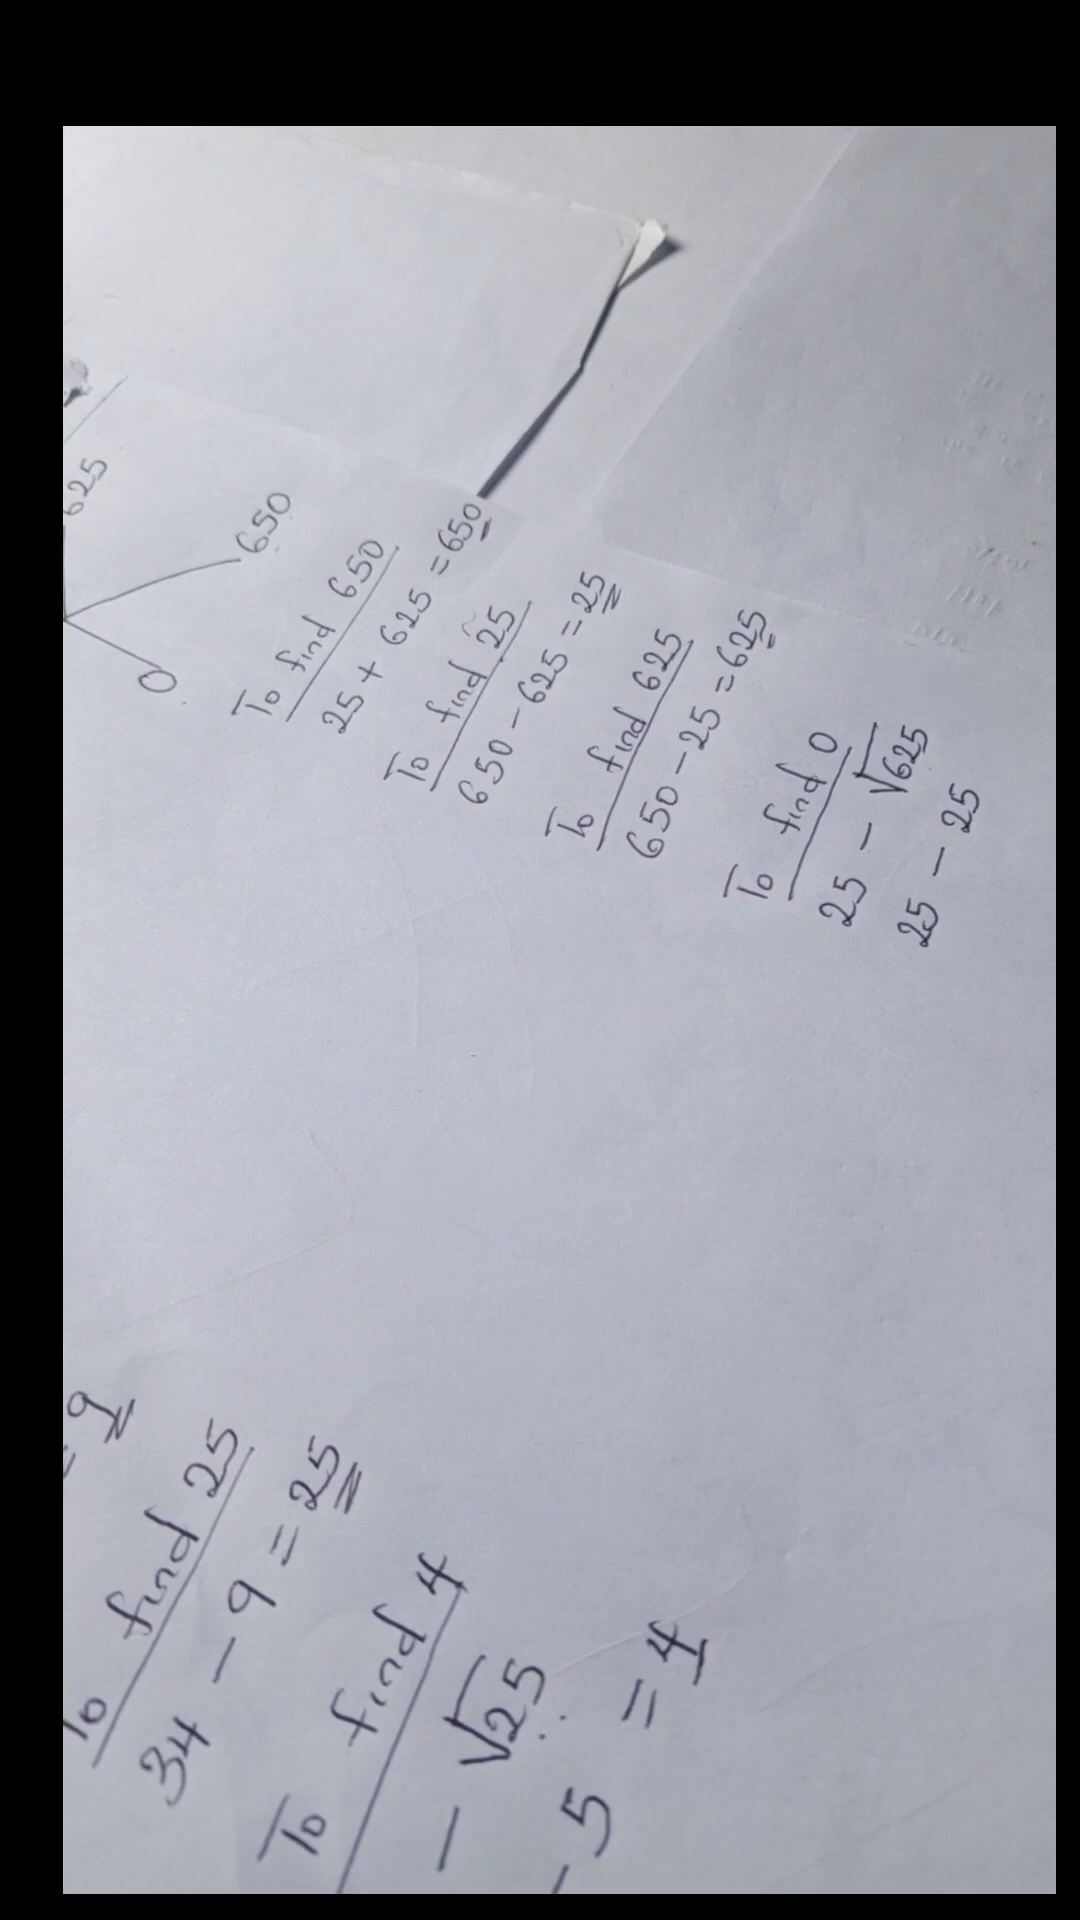 625
650
0
To find 650
25 + 625 = 650
To find 25
650 - 625 = 25
To find 625
650 - 25 = 625
To find 0
25 - √625
25 - 25
= 9
To find 25
34 - 9 = 25
To find 4
- √25
- 5 = 4